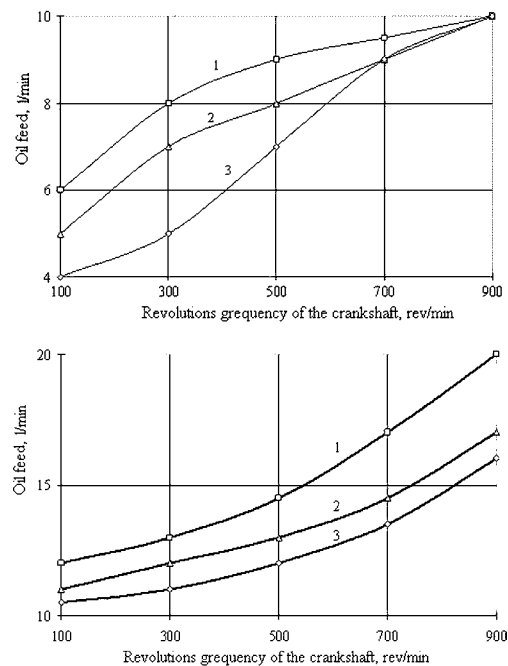 10
8
6
4
Oil feed, l/min
1
2
3
100 300 500 700 900
Revolutions grequency of the crankshaft, rev/min
20
15
10
Oil feed, l/min
1
2
3
100 300 500 700 900
Revolutions grequency of the crankshaft, rev/min